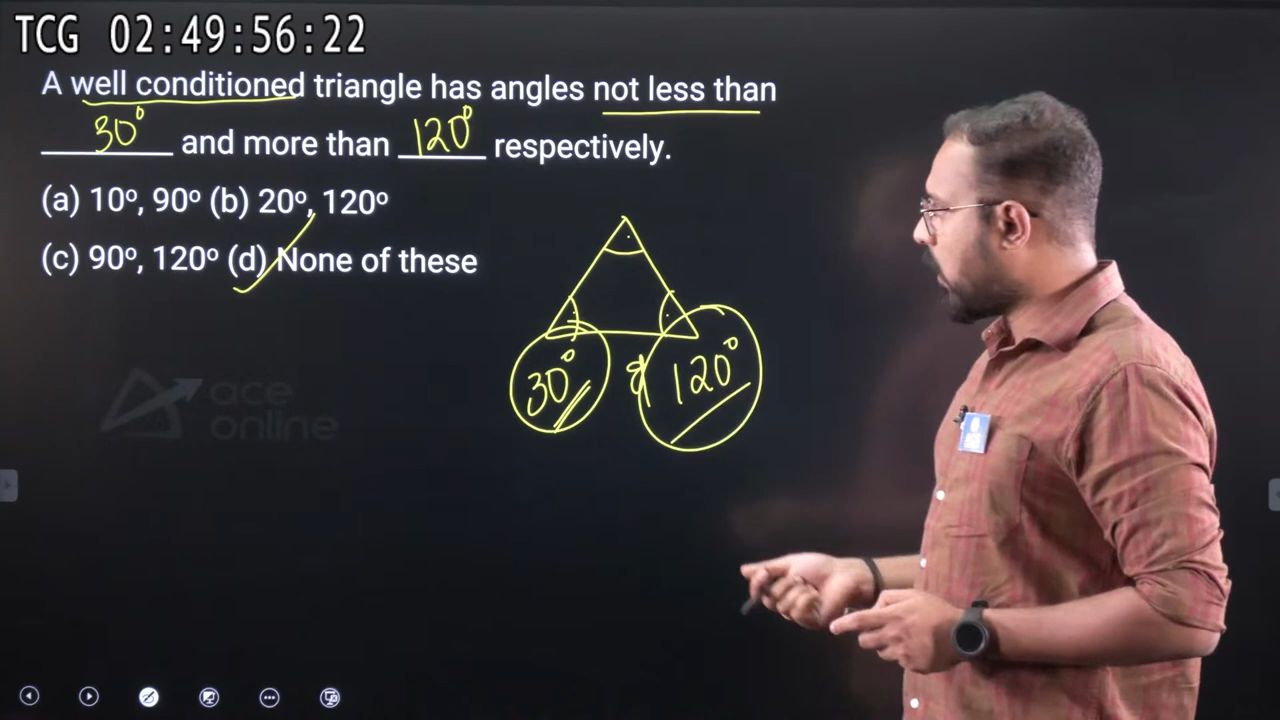 TCG 02:49:56:22
A well conditioned triangle has angles not less than
30° and more than 120° respectively.
(a) 10º, 90º (b) 20º, 120º
(c) 90º, 120º (d) None of these
30° & 120°
ace
online